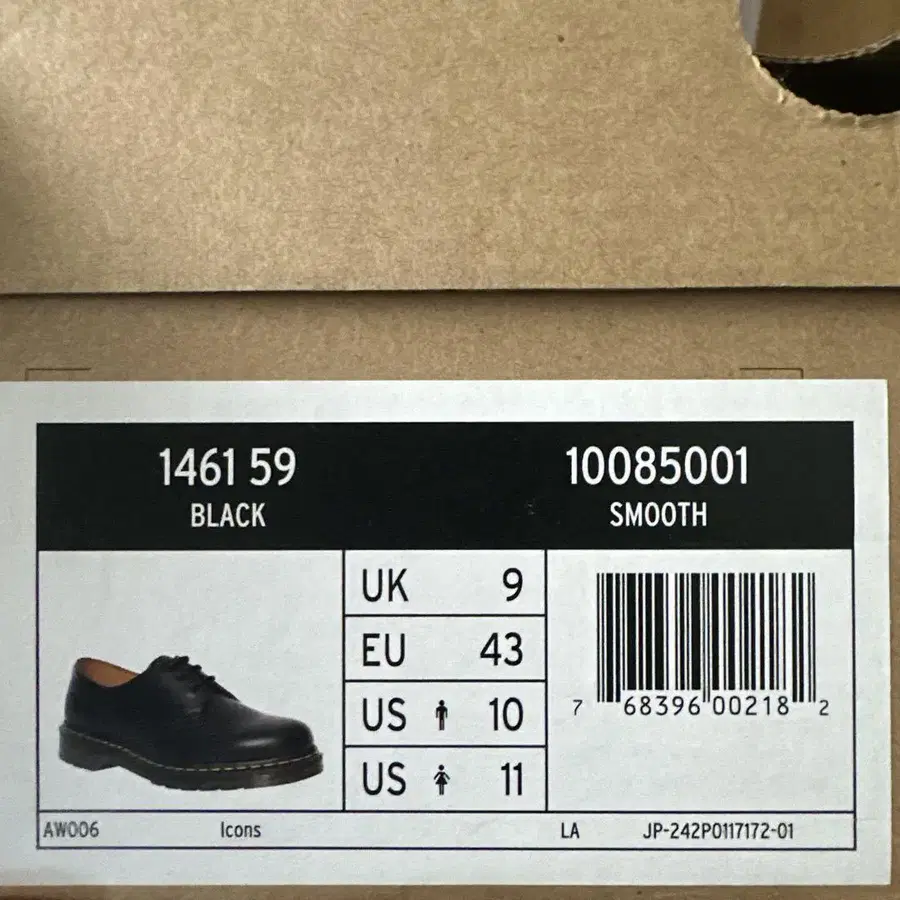 1461 59
BLACK
10085001
SMOOTH
UK 9
EU 43
US 10
US 11
7 68396 00218 2
AW006 Icons LA JP-242P0117172-01